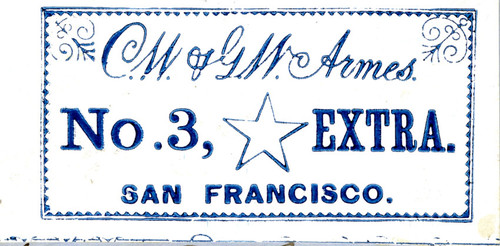 C.W. & G.W. Armes.
No. 3, EXTRA.
SAN FRANCISCO.